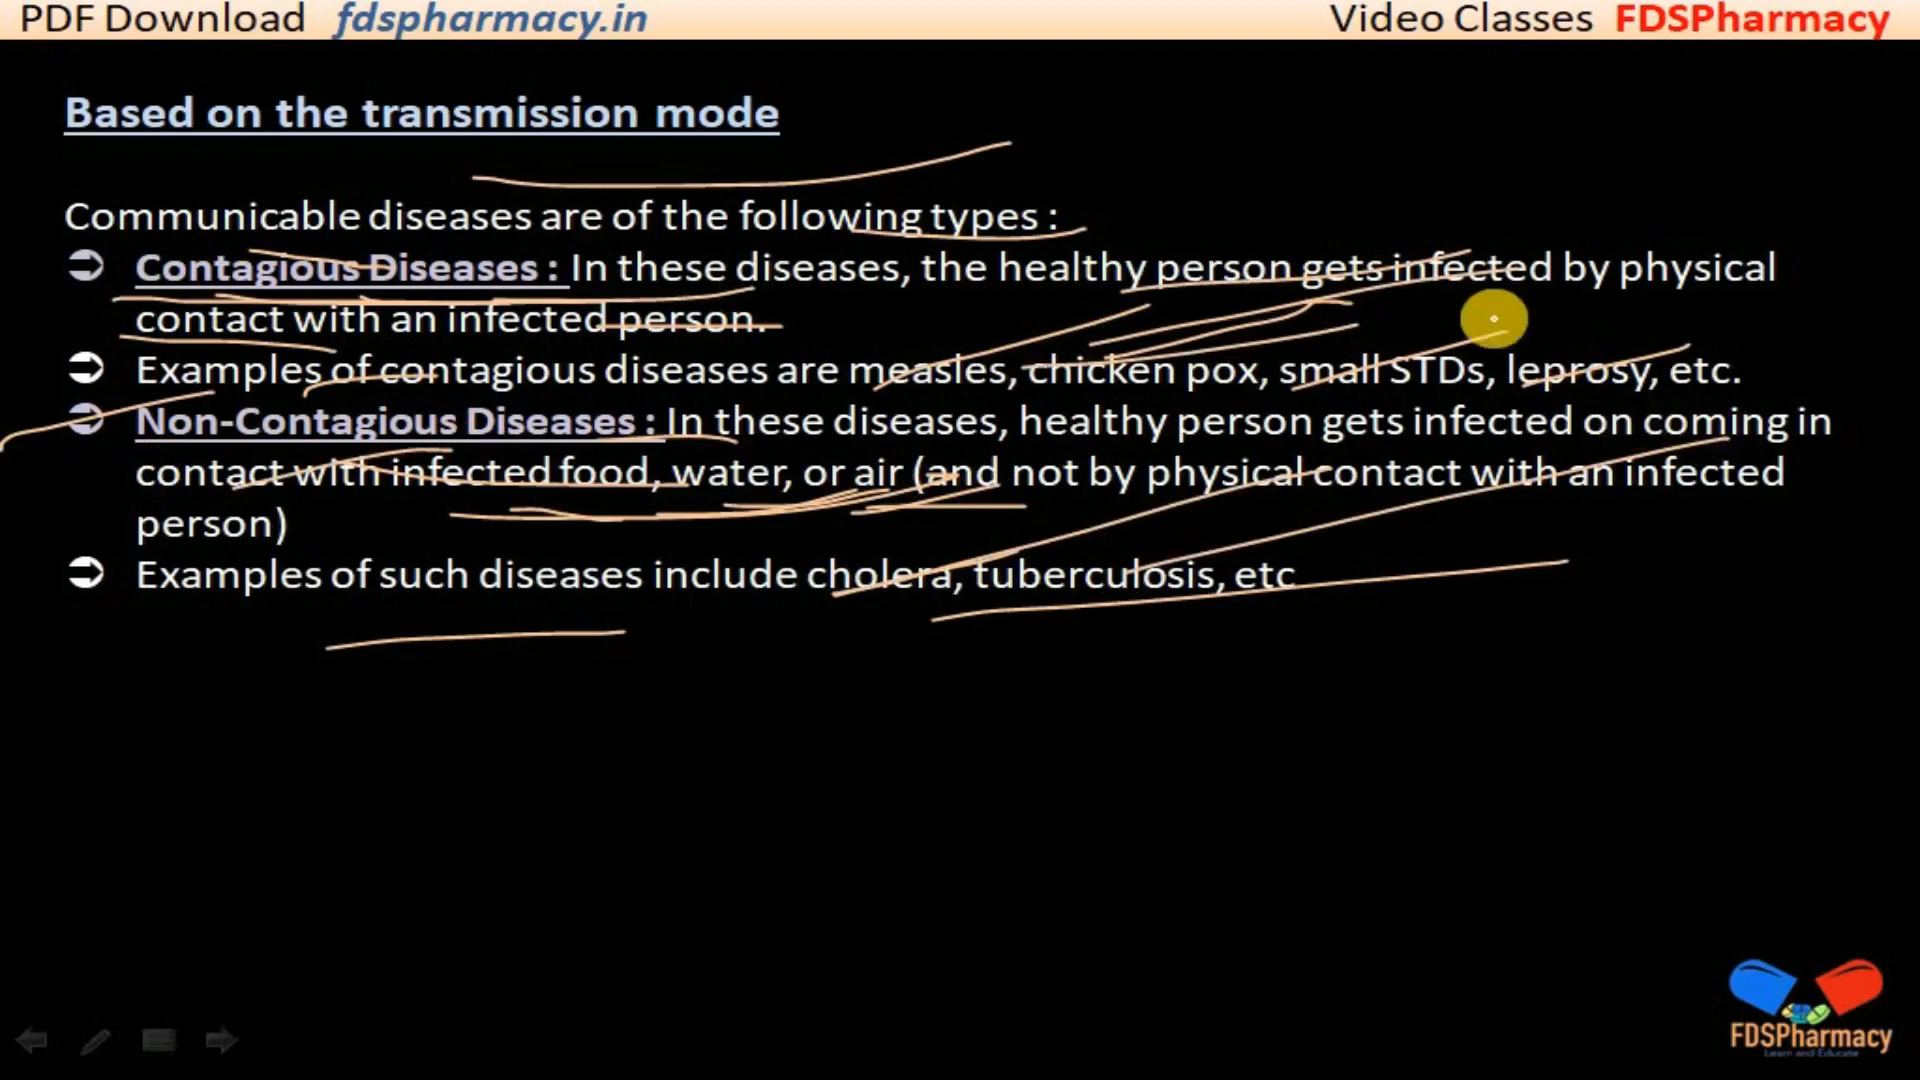 PDF Download fdspharmacy.in Video Classes FDSPharmacy
Based on the transmission mode
Communicable diseases are of the following types :
Contagious Diseases : In these diseases, the healthy person gets infected by physical
contact with an infected person.
Examples of contagious diseases are measles, chicken pox, small STDs, leprosy, etc.
Non-Contagious Diseases : In these diseases, healthy person gets infected on coming in
contact with infected food, water, or air (and not by physical contact with an infected
person)
Examples of such diseases include cholera, tuberculosis, etc
FDSPharmacy
Learn and Educate